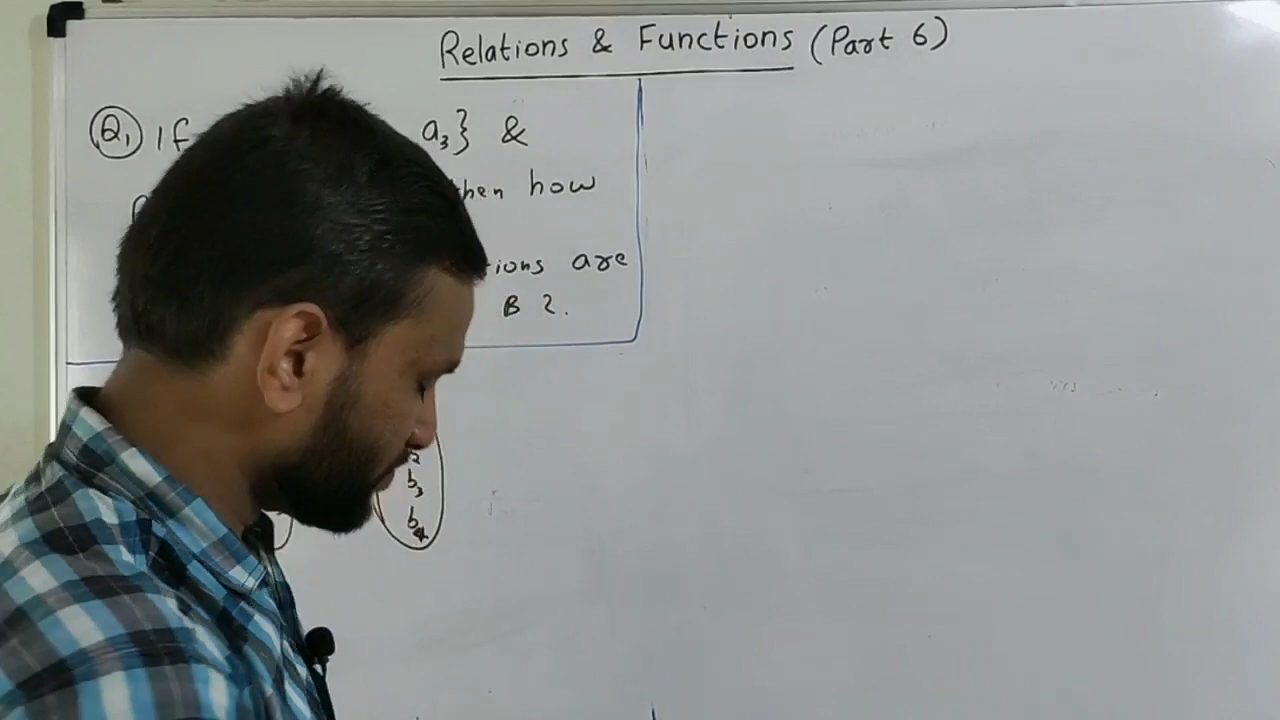 Relations & Functions (Part 6)
Q1 If a3} &
then how
ions are
B ?.
b3
b4